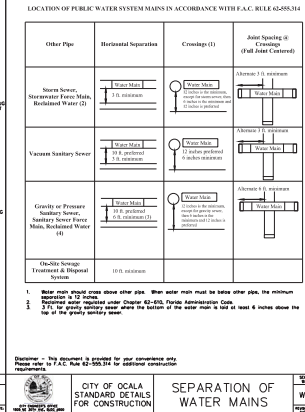 LOCATION OF PUBLIC WATER SYSTEM MAINS IN ACCORDANCE WITH F.A.C. RULE 62-555.314
Other Pipe
Horizontal Separation
Crossings (1)
Joint Spacing @
Crossings
(Full Joint Centered)
Storm Sewer,
Stormwater Force Main,
Reclaimed Water (2)
Water Main
3 ft. minimum
Water Main
12 inches is the minimum,
except for storm sewer, then
6 inches is the minimum and
12 inches is preferred
Alternate 3 ft. minimum
Water Main
Vacuum Sanitary Sewer
Water Main
10 ft. preferred
3 ft. minimum
Water Main
12 inches preferred
6 inches minimum
Alternate 3 ft. minimum
Water Main
Gravity or Pressure
Sanitary Sewer,
Sanitary Sewer Force
Main, Reclaimed Water
(4)
Water Main
10 ft. preferred
6 ft. minimum (3)
Water Main
12 inches is the minimum,
except for gravity sewer,
then 6 inches is the
minimum and 12 inches is
preferred
Alternate 6 ft. minimum
Water Main
On-Site Sewage
Treatment & Disposal
System
10 ft. minimum
1. Water main should cross above other pipe. When water main must be below other pipe, the minimum
separation is 12 inches.
2. Reclaimed water regulated under Chapter 62-610, Florida Administration Code.
3. 3 Ft. for gravity sanitary sewer where the bottom of the water main is laid at least 6 inches above the
top of the gravity sanitary sewer.
Disclaimer - This document is provided for your convenience only.
Please refer to F.A.C. Rule 62-555.314 for additional construction
requirements.
CITY ENGINEER'S OFFICE
CITY OF OCALA
STANDARD DETAILS
FOR CONSTRUCTION
SEPARATION OF
WATER MAINS